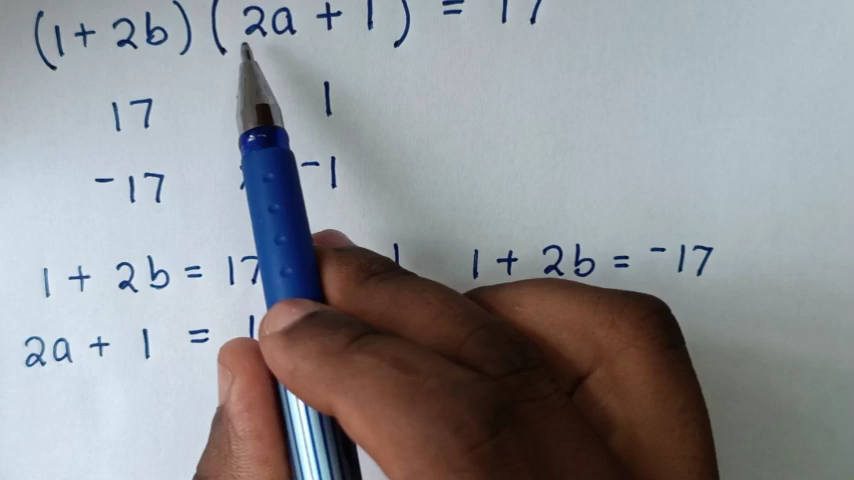 (1 + 2b) (2a + 1) = 17
17 1
-17 -1
1 + 2b = 17 1 + 2b = -17
2a + 1 =